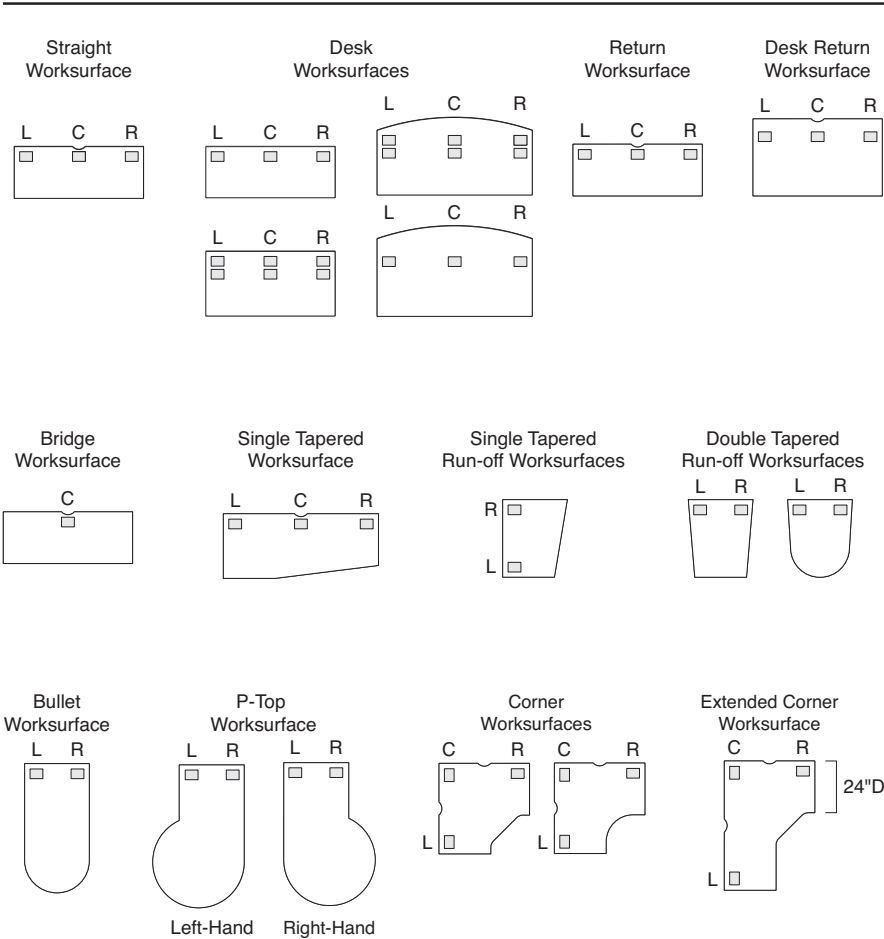 Straight
Worksurface
Desk
Worksurfaces
Return
Worksurface
Desk Return
Worksurface
L C R
L C R
L C R
L C R
L C R
L C R
L C R
Bridge
Worksurface
Single Tapered
Worksurface
Single Tapered
Run-off Worksurfaces
Double Tapered
Run-off Worksurfaces
C
L C R
R
L
L R
L R
Bullet
Worksurface
P-Top
Worksurface
Corner
Worksurfaces
Extended Corner
Worksurface
L R
L R
L R
C R
L
C R
L
C R
24"D
L
Left-Hand
Right-Hand